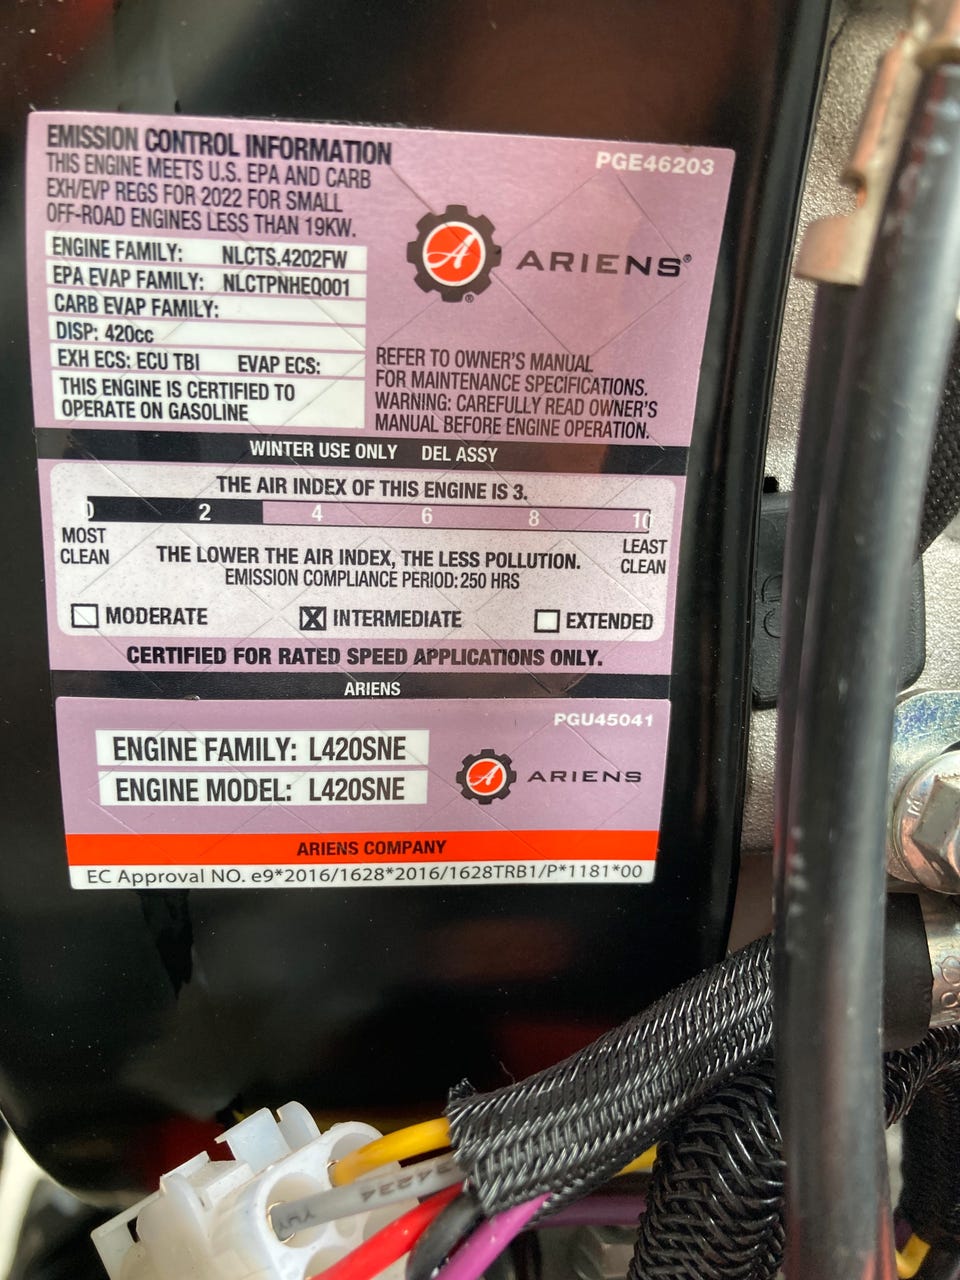 EMISSION CONTROL INFORMATION
THIS ENGINE MEETS U.S. EPA AND CARB
EXH/EVP REGS FOR 2022 FOR SMALL
OFF-ROAD ENGINES LESS THAN 19KW.
PGE46203
ENGINE FAMILY: NLCTS.4202FW
EPA EVAP FAMILY: NLCTPNHEQ001
CARB EVAP FAMILY:
DISP: 420cc
EXH ECS: ECU TBI EVAP ECS:
THIS ENGINE IS CERTIFIED TO
OPERATE ON GASOLINE
A ® ARIENS®
REFER TO OWNER'S MANUAL
FOR MAINTENANCE SPECIFICATIONS.
WARNING: CAREFULLY READ OWNER'S
MANUAL BEFORE ENGINE OPERATION.
WINTER USE ONLY DEL ASSY
THE AIR INDEX OF THIS ENGINE IS 3.
0 2 4 6 8 10
MOST
CLEAN
LEAST
CLEAN
THE LOWER THE AIR INDEX, THE LESS POLLUTION.
EMISSION COMPLIANCE PERIOD: 250 HRS
MODERATE INTERMEDIATE EXTENDED
CERTIFIED FOR RATED SPEED APPLICATIONS ONLY.
ARIENS
PGU45041
ENGINE FAMILY: L420SNE
ENGINE MODEL: L420SNE
A ARIENS
ARIENS COMPANY
EC Approval NO. e9*2016/1628*2016/1628TRB1/P*1181*00